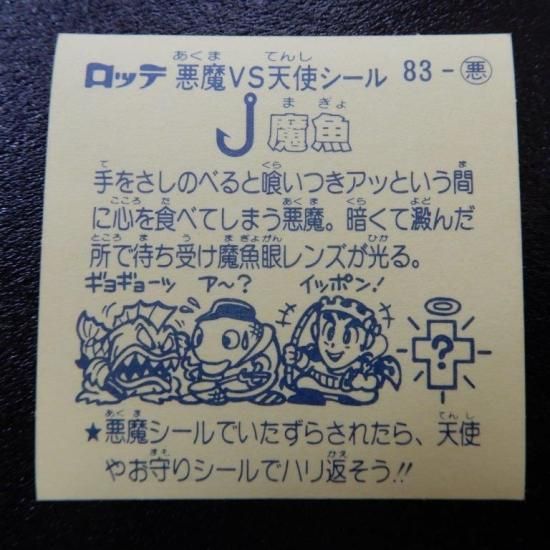 ロッテ 悪魔VS天使シール 83-悪
魔魚
手をさしのべると喰いつきアッという間
に心を食べてしまう悪魔。暗くて澱んだ
所で待ち受け魔魚眼レンズが光る。
ギョギョーッ ア〜? イッポン!
?
★悪魔シールでいたずらされたら、天使
やお守りシールでハリ返そう!!